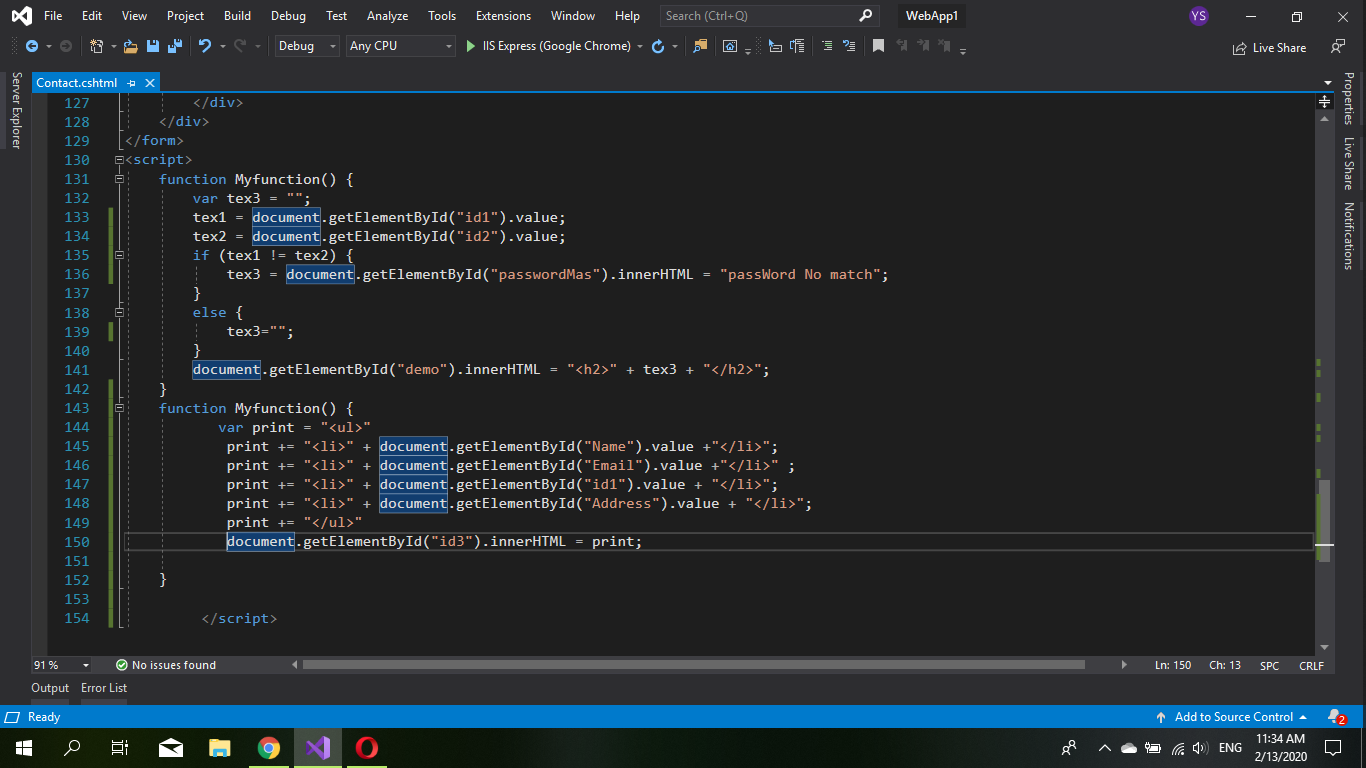 File Edit View Project Build Debug Test Analyze Tools Extensions Window Help Search (Ctrl+Q) WebApp1 YS
Debug Any CPU IIS Express (Google Chrome) Live Share
Contact.cshtml
Server Explorer
Properties
Live Share
Notifications
127 </div>
128 </div>
129 </form>
130 <script>
131 function Myfunction() {
132 var tex3 = "";
133 tex1 = document.getElementById("id1").value;
134 tex2 = document.getElementById("id2").value;
135 if (tex1 != tex2) {
136 tex3 = document.getElementById("passwordMas").innerHTML = "passWord No match";
137 }
138 else {
139 tex3="";
140 }
141 document.getElementById("demo").innerHTML = "<h2>" + tex3 + "</h2>";
142 }
143 function Myfunction() {
144 var print = "<ul>"
145 print += "<li>" + document.getElementById("Name").value +"</li>";
146 print += "<li>" + document.getElementById("Email").value +"</li>" ;
147 print += "<li>" + document.getElementById("id1").value + "</li>";
148 print += "<li>" + document.getElementById("Address").value + "</li>";
149 print += "</ul>"
150 document.getElementById("id3").innerHTML = print;
151
152 }
153
154 </script>
91 % No issues found Ln: 150 Ch: 13 SPC CRLF
Output Error List
Ready Add to Source Control 2
ENG 11:34 AM
2/13/2020